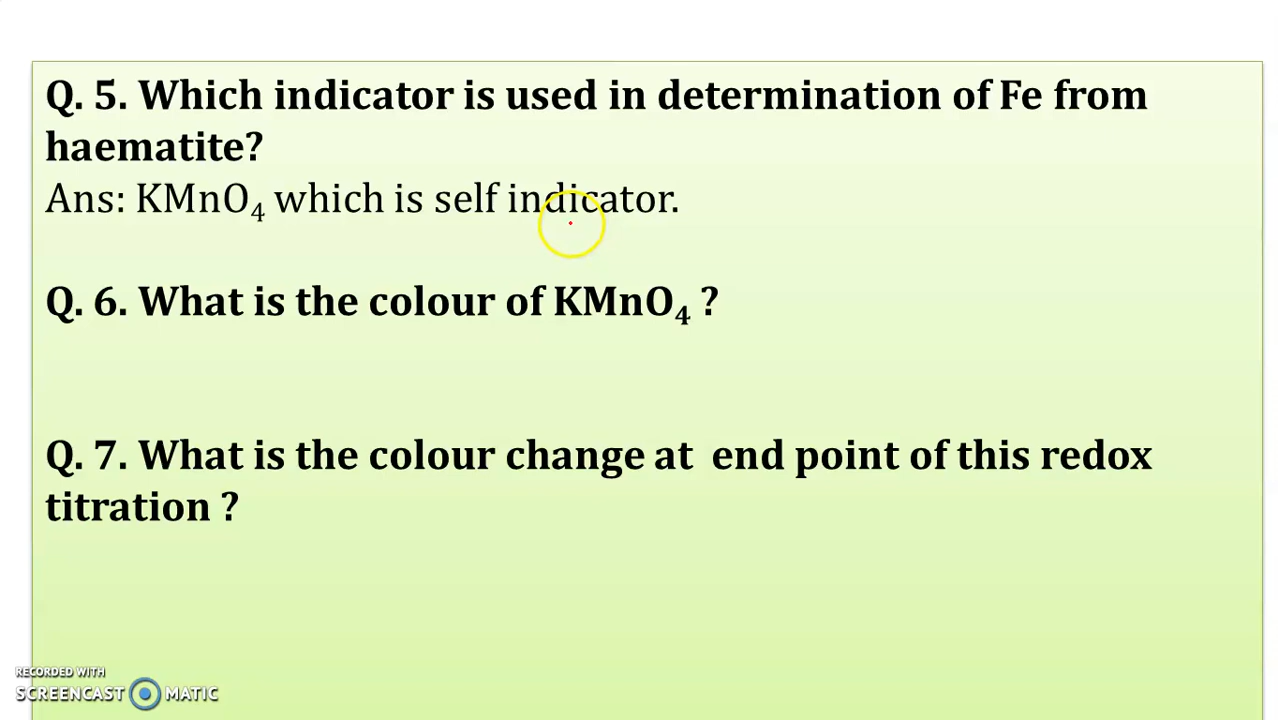 Q. 5. Which indicator is used in determination of Fe from
haematite?
Ans: KMnO₄ which is self indicator.
Q. 6. What is the colour of KMnO₄ ?
Q. 7. What is the colour change at  end point of this redox
titration ?
RECORDED WITH
SCREENCAST MATIC